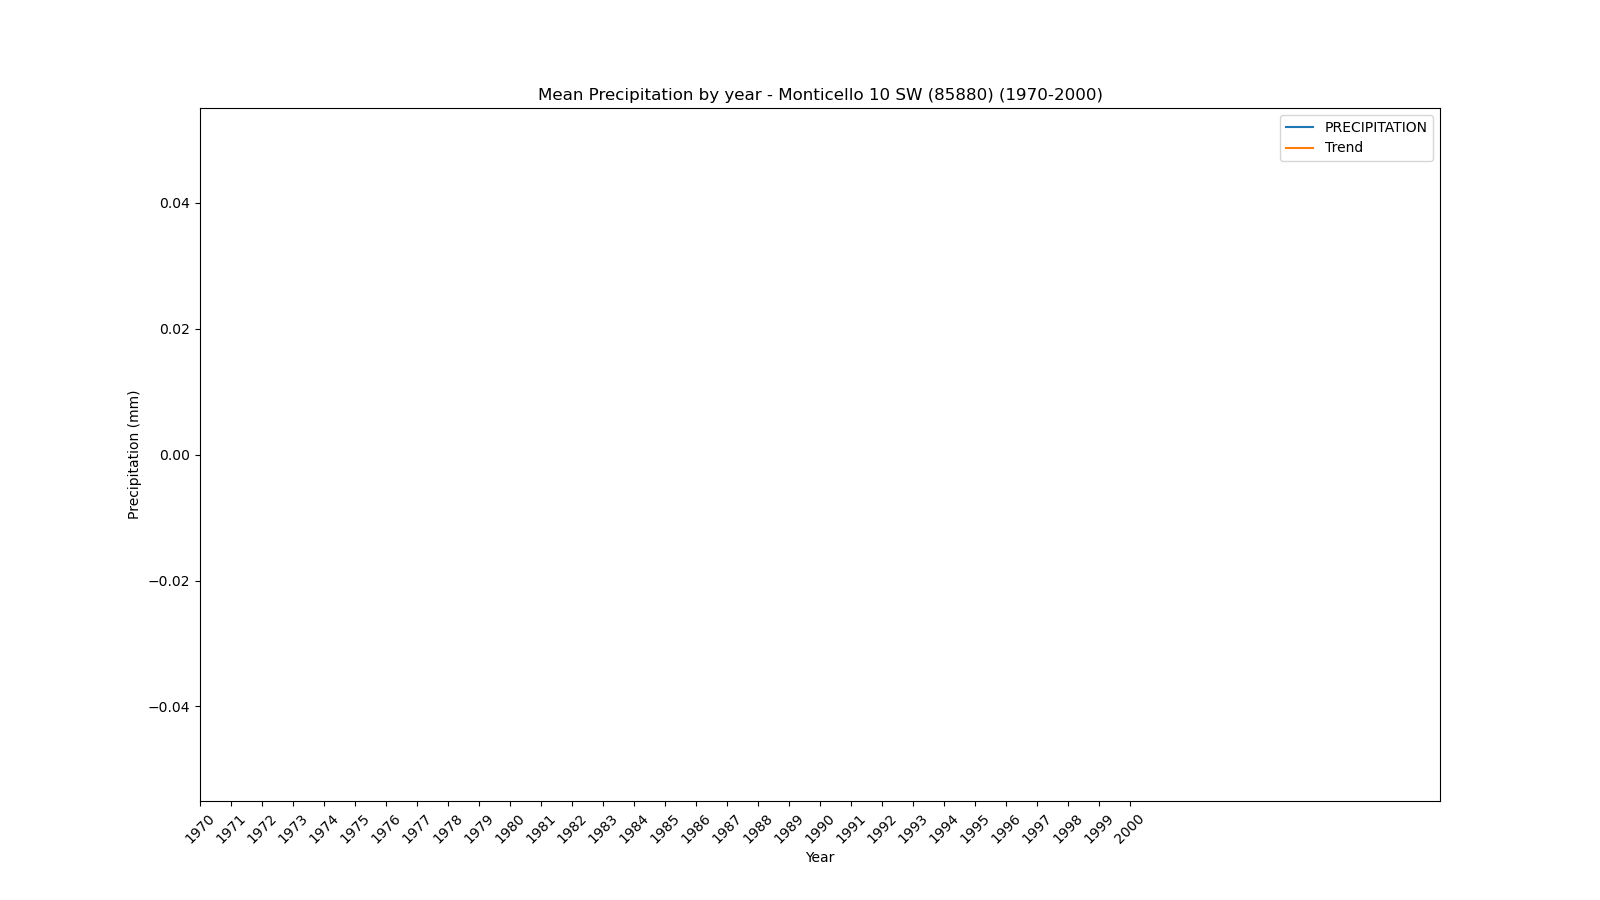 Mean Precipitation by year - Monticello 10 SW (85880) (1970-2000)
PRECIPITATION
Trend
0.04
0.02
0.00
−0.02
−0.04
Precipitation (mm)
1970 1971 1972 1973 1974 1975 1976 1977 1978 1979 1980 1981 1982 1983 1984 1985 1986 1987 1988 1989 1990 1991 1992 1993 1994 1995 1996 1997 1998 1999 2000
Year